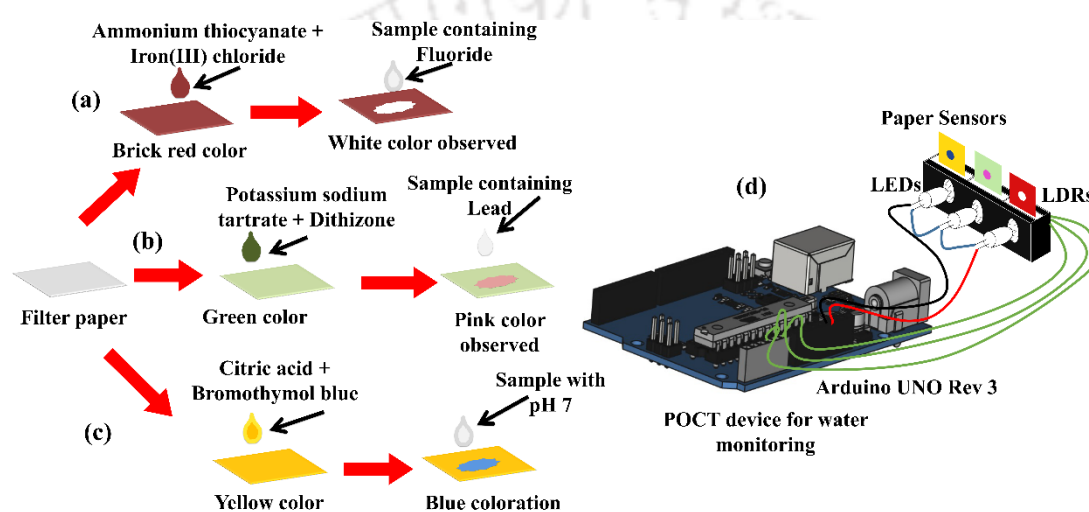 Ammonium thiocyanate +
Iron(III) chloride
Sample containing
Fluoride
(a)
Brick red color
White color observed
Potassium sodium
tartrate + Dithizone
Sample containing
Lead
(b)
Filter paper
Green color
Pink color
observed
Citric acid +
Bromothymol blue
Sample with
pH 7
(c)
Yellow color
Blue coloration
(d)
Paper Sensors
LEDs
LDRs
Arduino UNO Rev 3
POCT device for water
monitoring